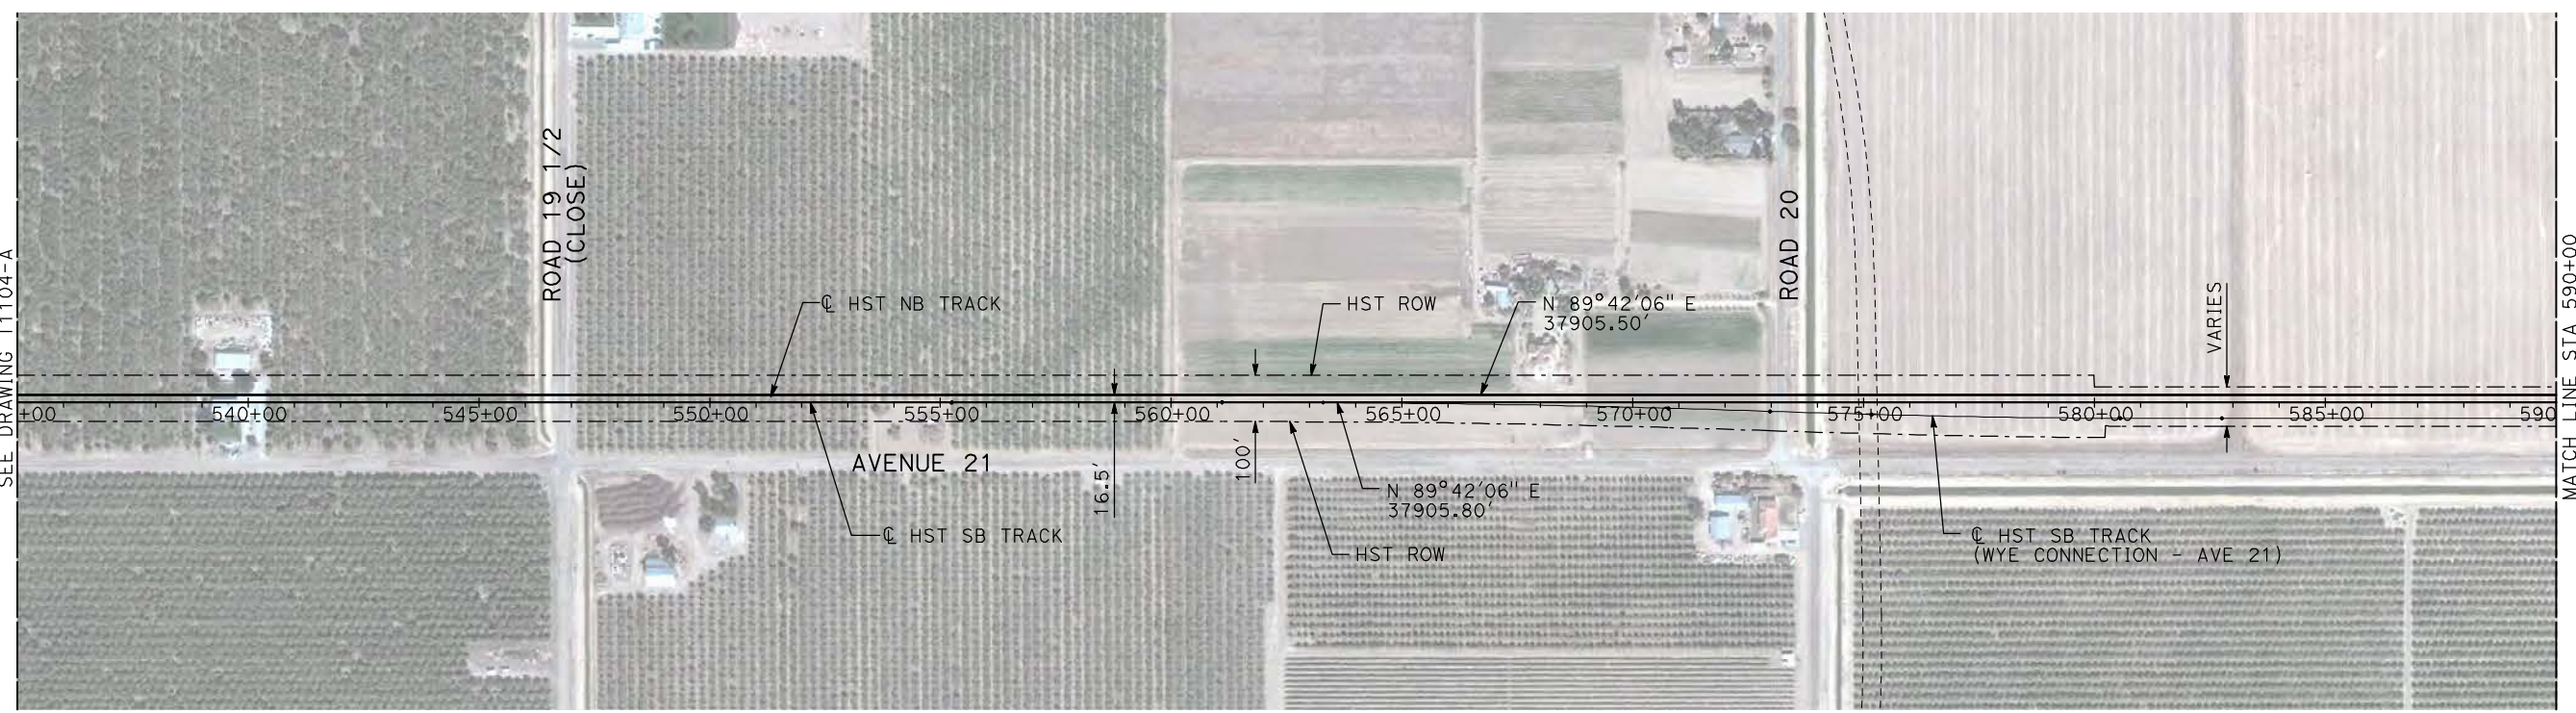 SEE DRAWING T1104-A
ROAD 19 1/2
(CLOSE)
℄ HST NB TRACK
HST ROW
N 89°42'06" E
37905.50'
ROAD 20
VARIES
MATCH LINE STA 590+00
+00
540+00
545+00
550+00
555+00
560+00
565+00
570+00
575+00
580+00
585+00
590
AVENUE 21
16.5'
100'
N 89°42'06" E
37905.80'
℄ HST SB TRACK
HST ROW
℄ HST SB TRACK
(WYE CONNECTION - AVE 21)